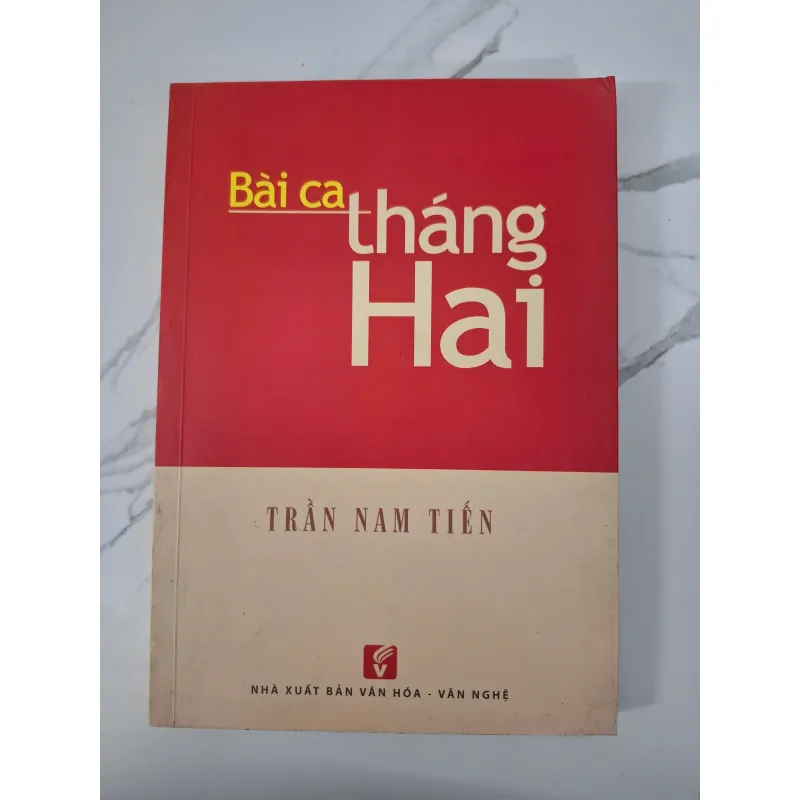 Bài ca
tháng
Hai
TRẦN NAM TIẾN
V
NHÀ XUẤT BẢN VĂN HÓA - VĂN NGHỆ